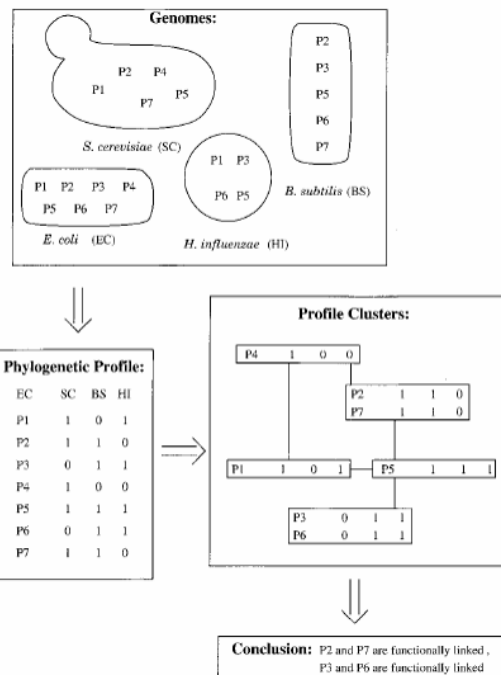 Genomes:
P2 P4
P1
P7 P5
S. cerevisiae (SC)
P2
P3
P5
P6
P7
B. subtilis (BS)
P1 P2 P3 P4
P5 P6 P7
E. coli (EC)
P1 P3
P6 P5
H. influenzae (HI)
Phylogenetic Profile:
EC SC BS HI
P1 1 0 1
P2 1 1 0
P3 0 1 1
P4 1 0 0
P5 1 1 1
P6 0 1 1
P7 1 1 0
Profile Clusters:
P4 1 0 0
P2 1 1 0
P7 1 1 0
P1 1 0 1
P5 1 1 1
P3 0 1 1
P6 0 1 1
Conclusion: P2 and P7 are functionally linked,
P3 and P6 are functionally linked